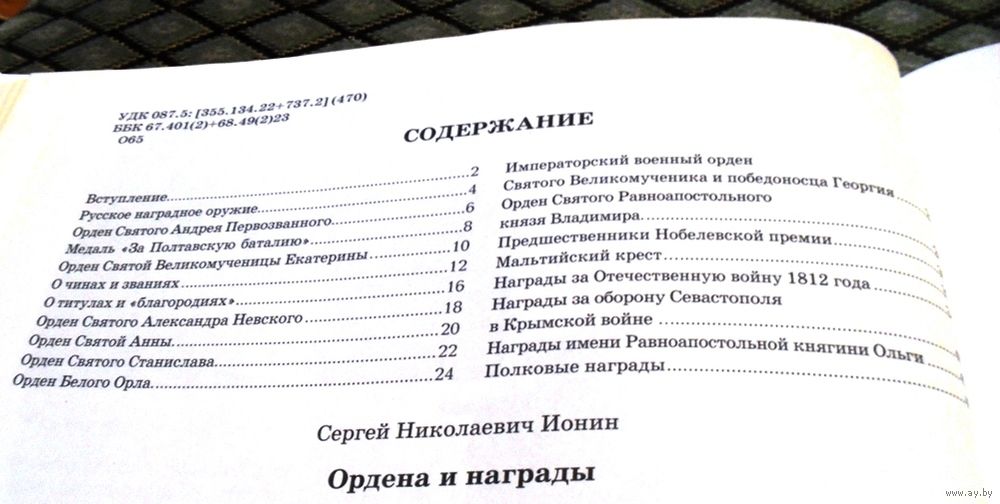 УДК 087.5: [355.134.22+737.2] (470)
ББК 67.401(2)+68.49(2)23
О65
СОДЕРЖАНИЕ
Вступление 2
Русское наградное оружие 4
Орден Святого Андрея Первозванного 6
Медаль «За Полтавскую баталию» 8
Орден Святой Великомученицы Екатерины 10
О чинах и званиях 12
О титулах и «благородиях» 16
Орден Святого Александра Невского 18
Орден Святой Анны 20
Орден Святого Станислава 22
Орден Белого Орла 24
Императорский военный орден
Святого Великомученика и победоносца Георгия
Орден Святого Равноапостольного
князя Владимира
Предшественники Нобелевской премии
Мальтийский крест
Награды за Отечественную войну 1812 года
Награды за оборону Севастополя
в Крымской войне
Награды имени Равноапостольной княгини Ольги
Полковые награды
Сергей Николаевич Ионин
Ордена и награды
www.ay.by